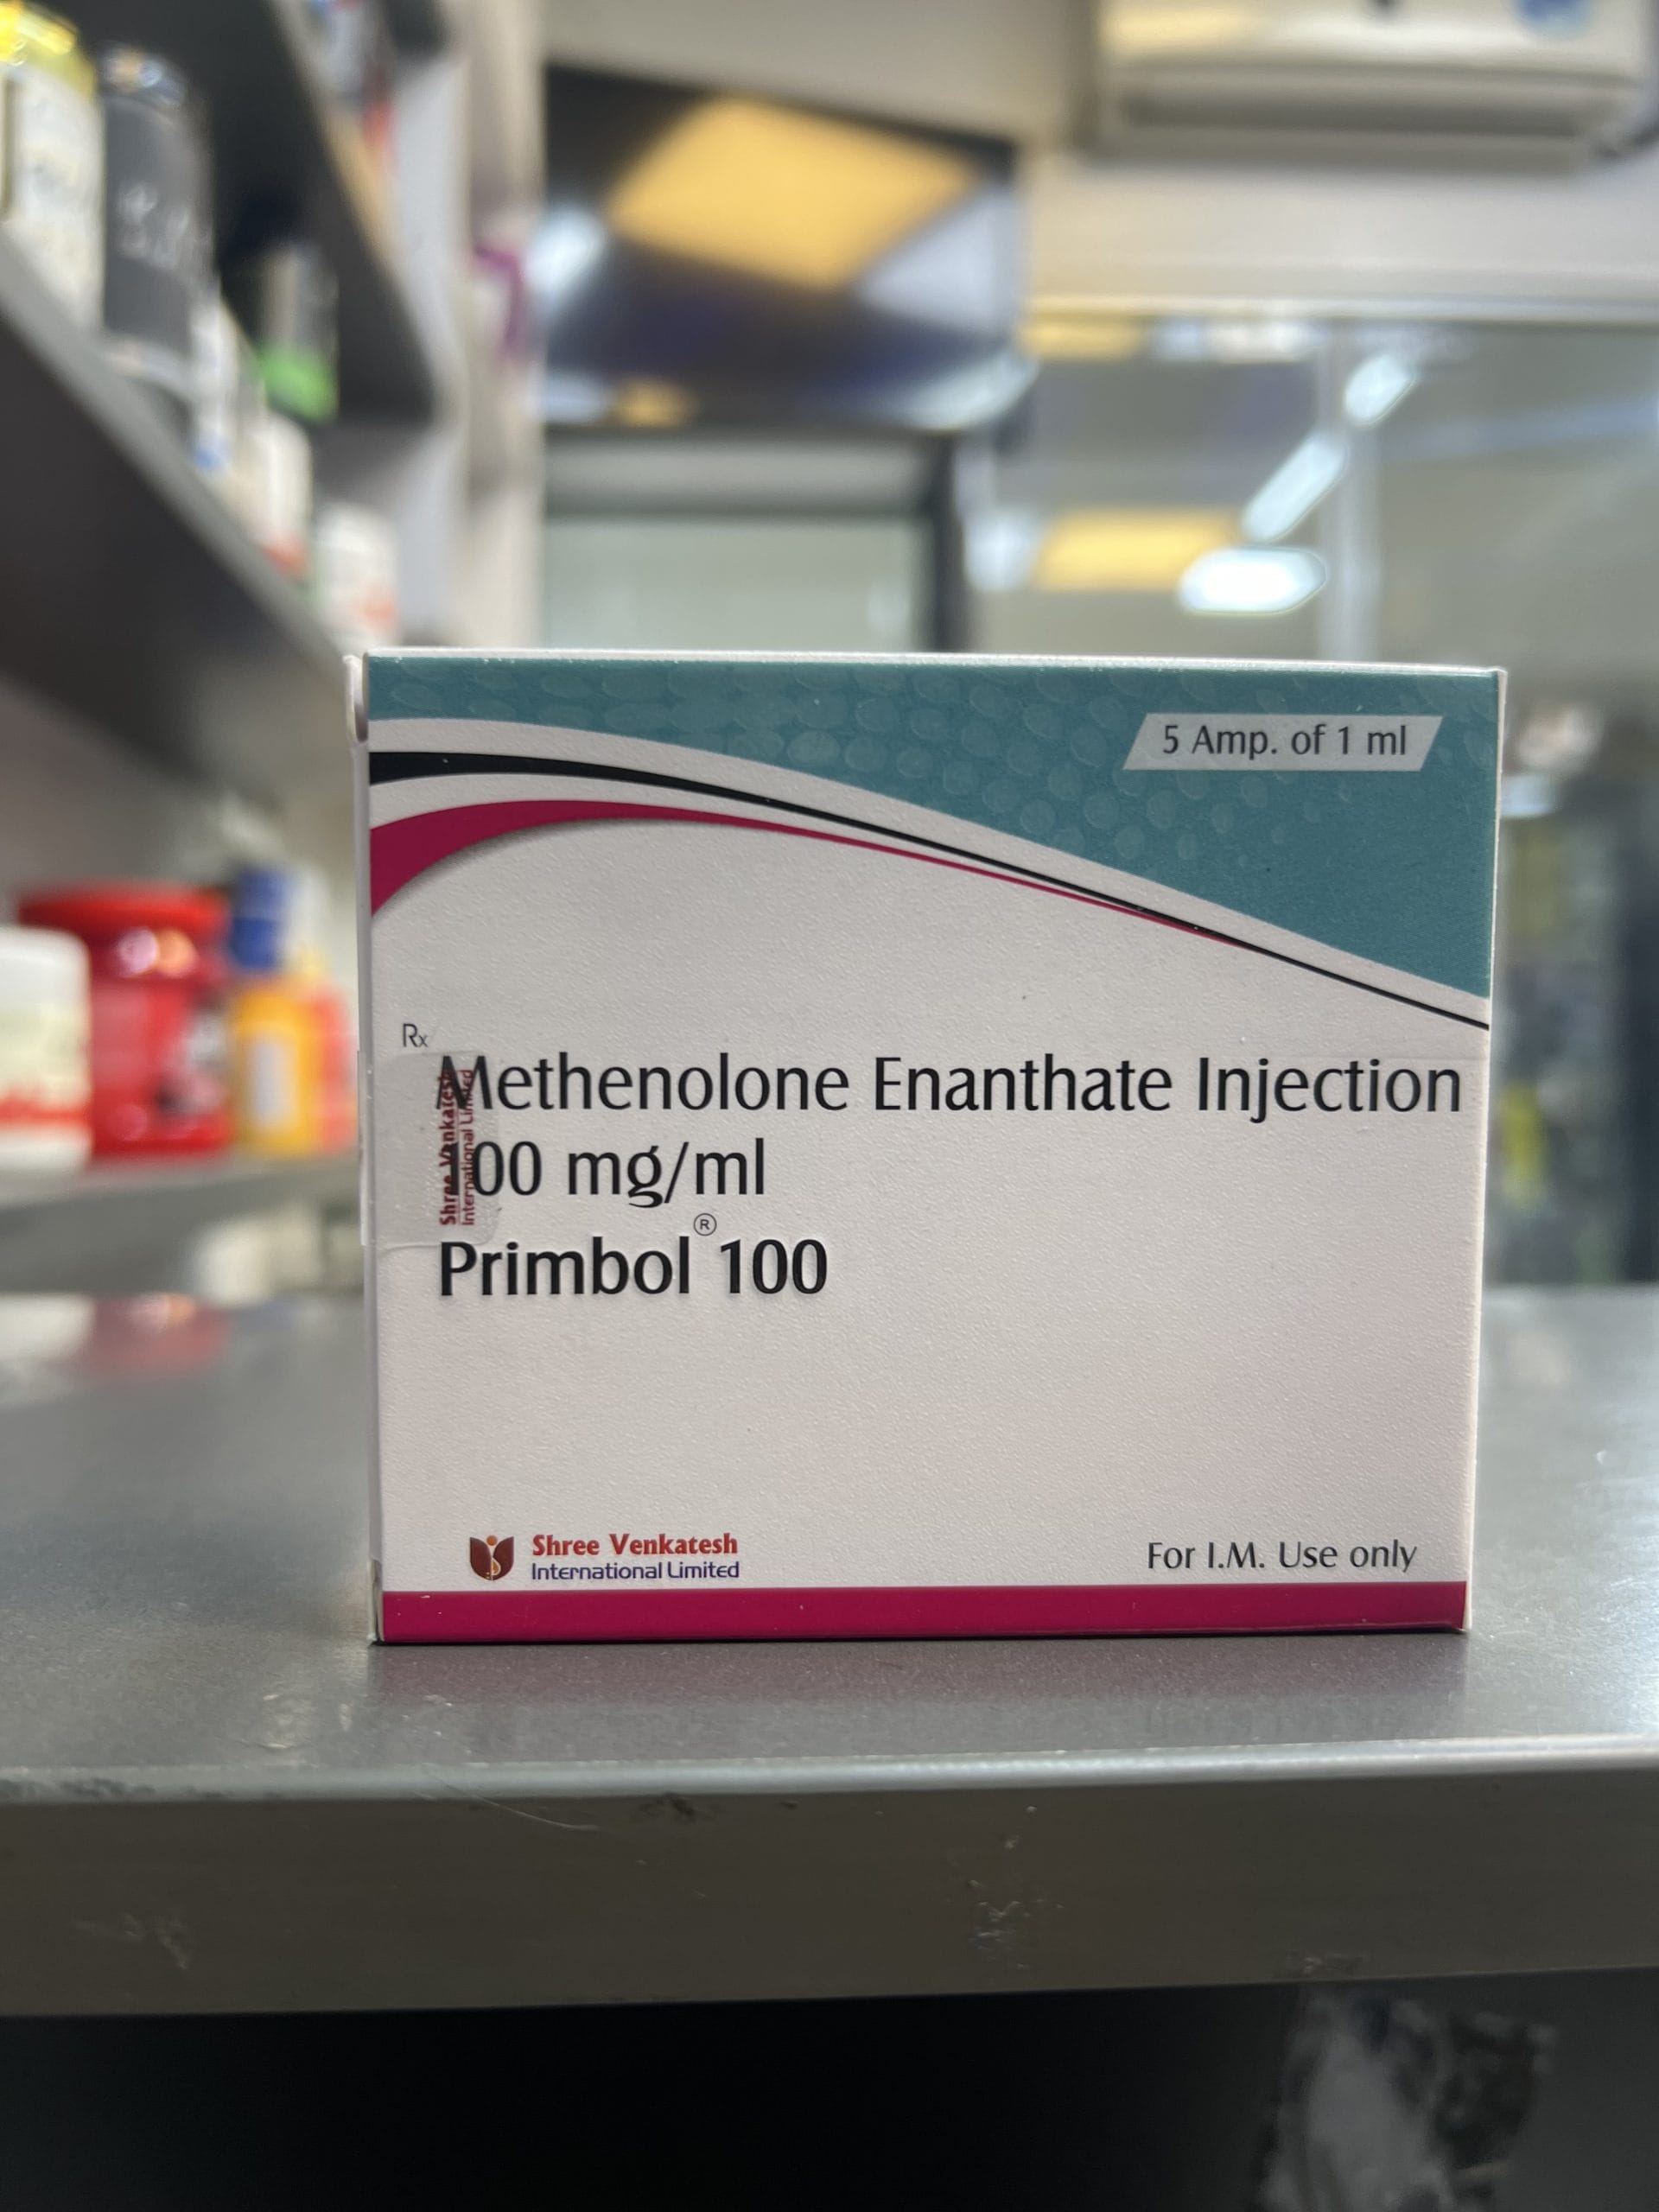 5 Amp. of 1 ml
Rx
Methenolone Enanthate Injection
100 mg/ml
Primbol® 100
Shree Venkatesh
International Limited
Shree Venkatesh
International Limited
For I.M. Use only